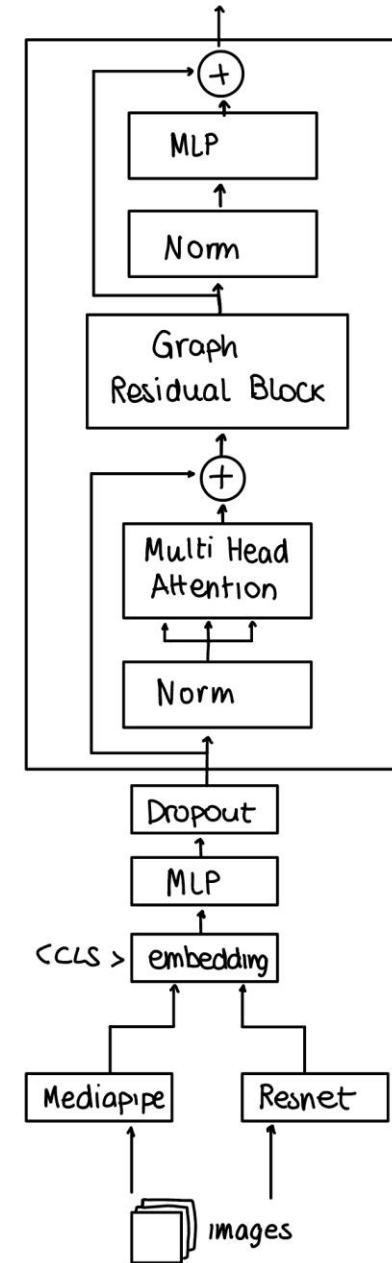 +
MLP
Norm
Graph
Residual Block
+
Multi Head
Attention
Norm
Dropout
MLP
<CLS> embedding
Mediapipe Resnet
images